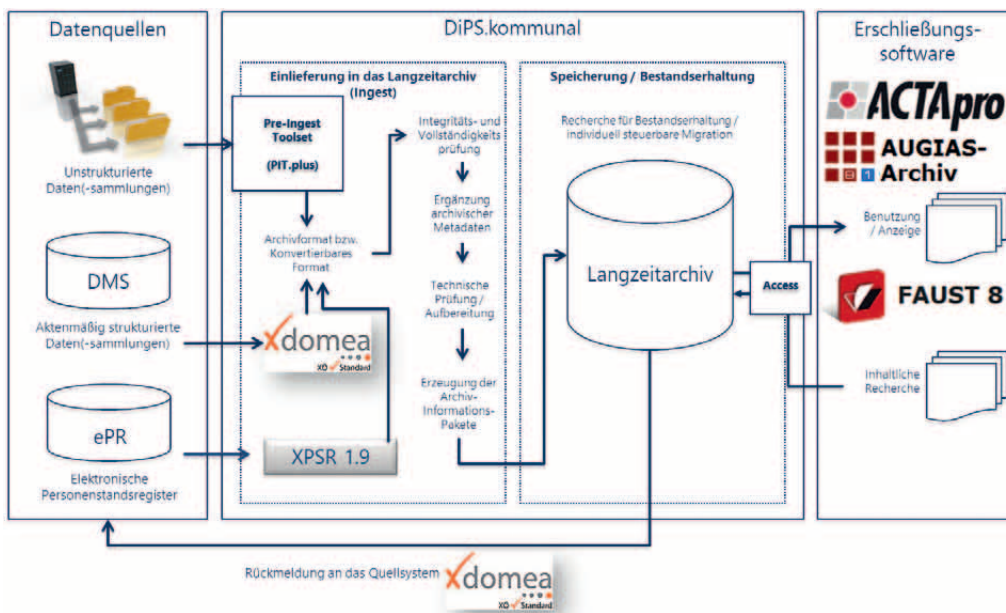 Datenquellen
Unstrukturierte
Daten(-sammlungen)
DMS
Aktenmäßig strukturierte
Daten(-sammlungen)
ePR
Elektronische
Personenstandsregister
DiPS.kommunal
Einlieferung in das Langzeitarchiv
(Ingest)
Pre-Ingest
Toolset
(PIT.plus)
Archivformat bzw.
Konvertierbares
Format
xdomea
XÖ Standard
XPSR 1.9
Integritäts- und
Vollständigkeits
prüfung
Ergänzung
archivischer
Metadaten
Technische
Prüfung /
Aufbereitung
Erzeugung der
Archiv-
Informations-
Pakete
Speicherung / Bestandserhaltung
Recherche für Bestandserhaltung /
individuell steuerbare Migration
Langzeitarchiv
Access
Erschließungs-
software
ACTApro
AUGIAS-
Archiv
Benutzung
/ Anzeige
FAUST 8
Inhaltliche
Recherche
Rückmeldung an das Quellsystem
xdomea
XÖ Standard